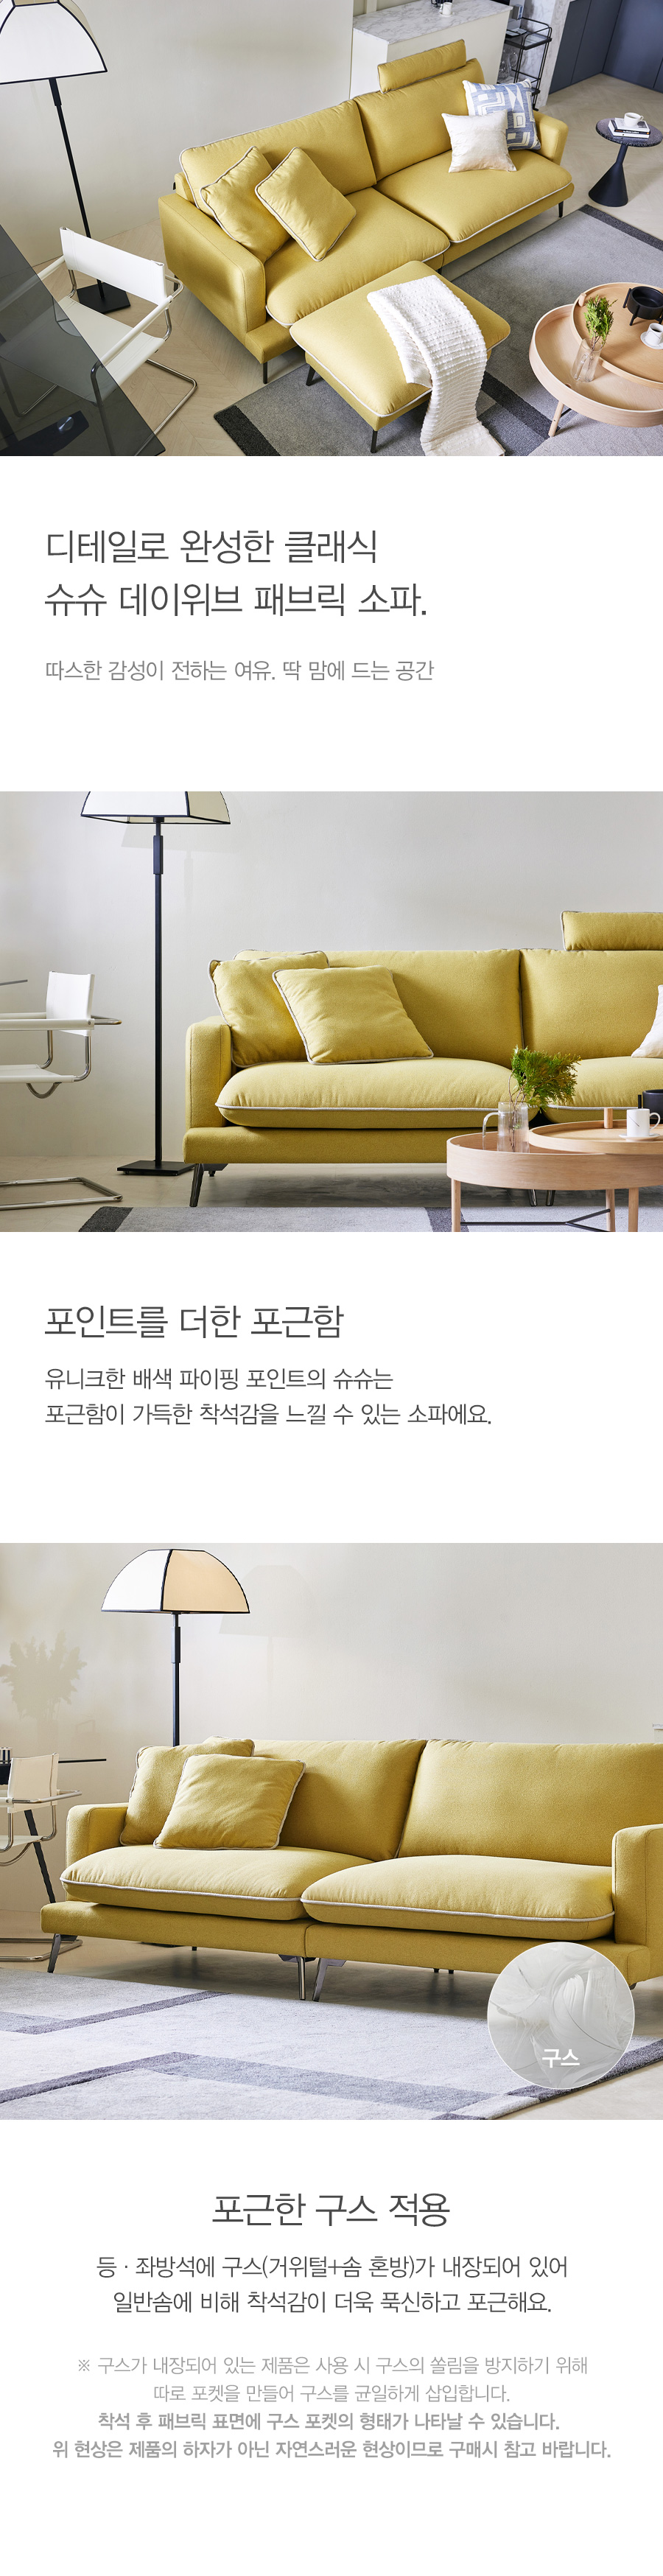 디테일로 완성한 클래식
슈슈 데이위브 패브릭 소파.
따스한 감성이 전하는 여유. 딱 맘에 드는 공간
포인트를 더한 포근함
유니크한 배색 파이핑 포인트의 슈슈는
포근함이 가득한 착석감을 느낄 수 있는 소파에요.
구스
포근한 구스 적용
등 · 좌방석에 구스(거위털+솜 혼방)가 내장되어 있어
일반솜에 비해 착석감이 더욱 푹신하고 포근해요.
※ 구스가 내장되어 있는 제품은 사용 시 구스의 쏠림을 방지하기 위해
따로 포켓을 만들어 구스를 균일하게 삽입합니다.
착석 후 패브릭 표면에 구스 포켓의 형태가 나타날 수 있습니다.
위 현상은 제품의 하자가 아닌 자연스러운 현상이므로 구매시 참고 바랍니다.